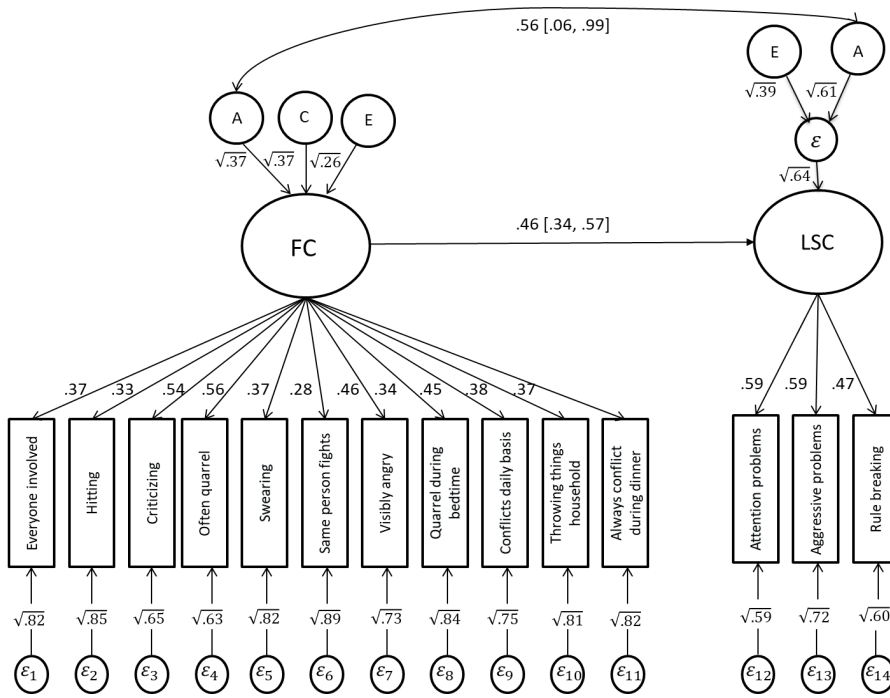 .56 [.06, .99]
E
A
√.39
√.61
A
C
E
ε
√.37
√.37
√.26
√.64
FC
.46 [.34, .57]
LSC
.37
.33
.54
.56
.37
.28
.46
.34
.45
.38
.37
.59
.59
.47
Everyone involved
Hitting
Criticizing
Often quarrel
Swearing
Same person fights
Visibly angry
Quarrel during
bedtime
Conflicts daily basis
Throwing things
household
Always conflict
during dinner
Attention problems
Aggressive problems
Rule breaking
√.82
√.85
√.65
√.63
√.82
√.89
√.73
√.84
√.75
√.81
√.82
√.59
√.72
√.60
ε1
ε2
ε3
ε4
ε5
ε6
ε7
ε8
ε9
ε10
ε11
ε12
ε13
ε14